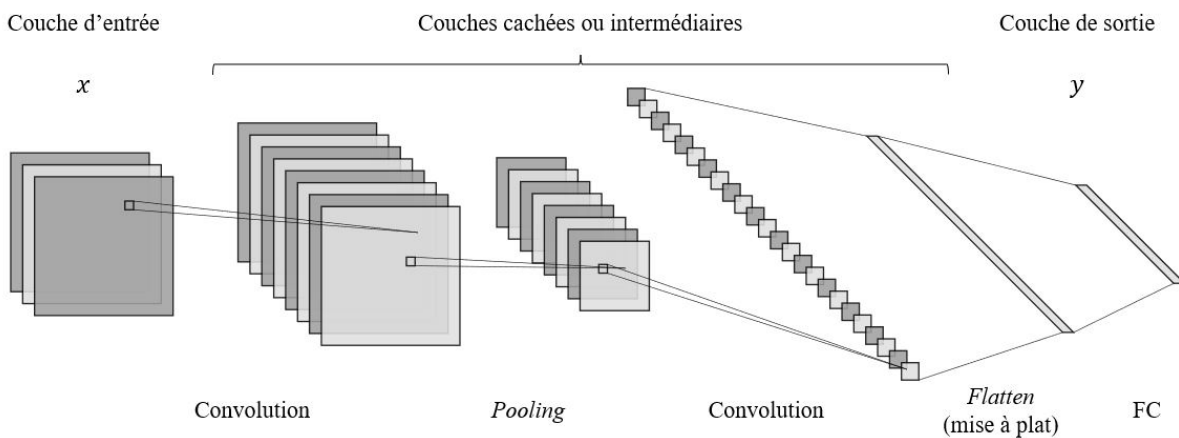 Couche d’entrée
Couches cachées ou intermédiaires
Couche de sortie
x
y
Convolution
Pooling
Convolution
Flatten
(mise à plat)
FC